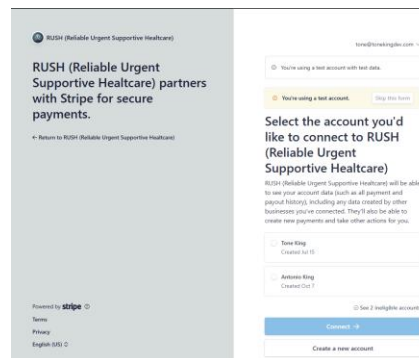 RUSH (Reliable Urgent Supportive Healtcare)
RUSH (Reliable Urgent
Supportive Healtcare) partners
with Stripe for secure
payments.
← Return to RUSH (Reliable Urgent Supportive Healtcare)
Powered by stripe
Terms
Privacy
English (US)
tone@tonekingdev.com
You're using a test account with test data.
You're using a test account.
Skip this form
Select the account you'd
like to connect to RUSH
(Reliable Urgent
Supportive Healtcare)
RUSH (Reliable Urgent Supportive Healtcare) will be able
to see your account data (such as all payment and
payout history), including any data created by other
businesses you've connected. They'll also be able to
create new payments and take other actions for you.
Tone King
Created Jul 15
Antonio King
Created Oct 7
See 2 ineligible account
Connect →
Create a new account